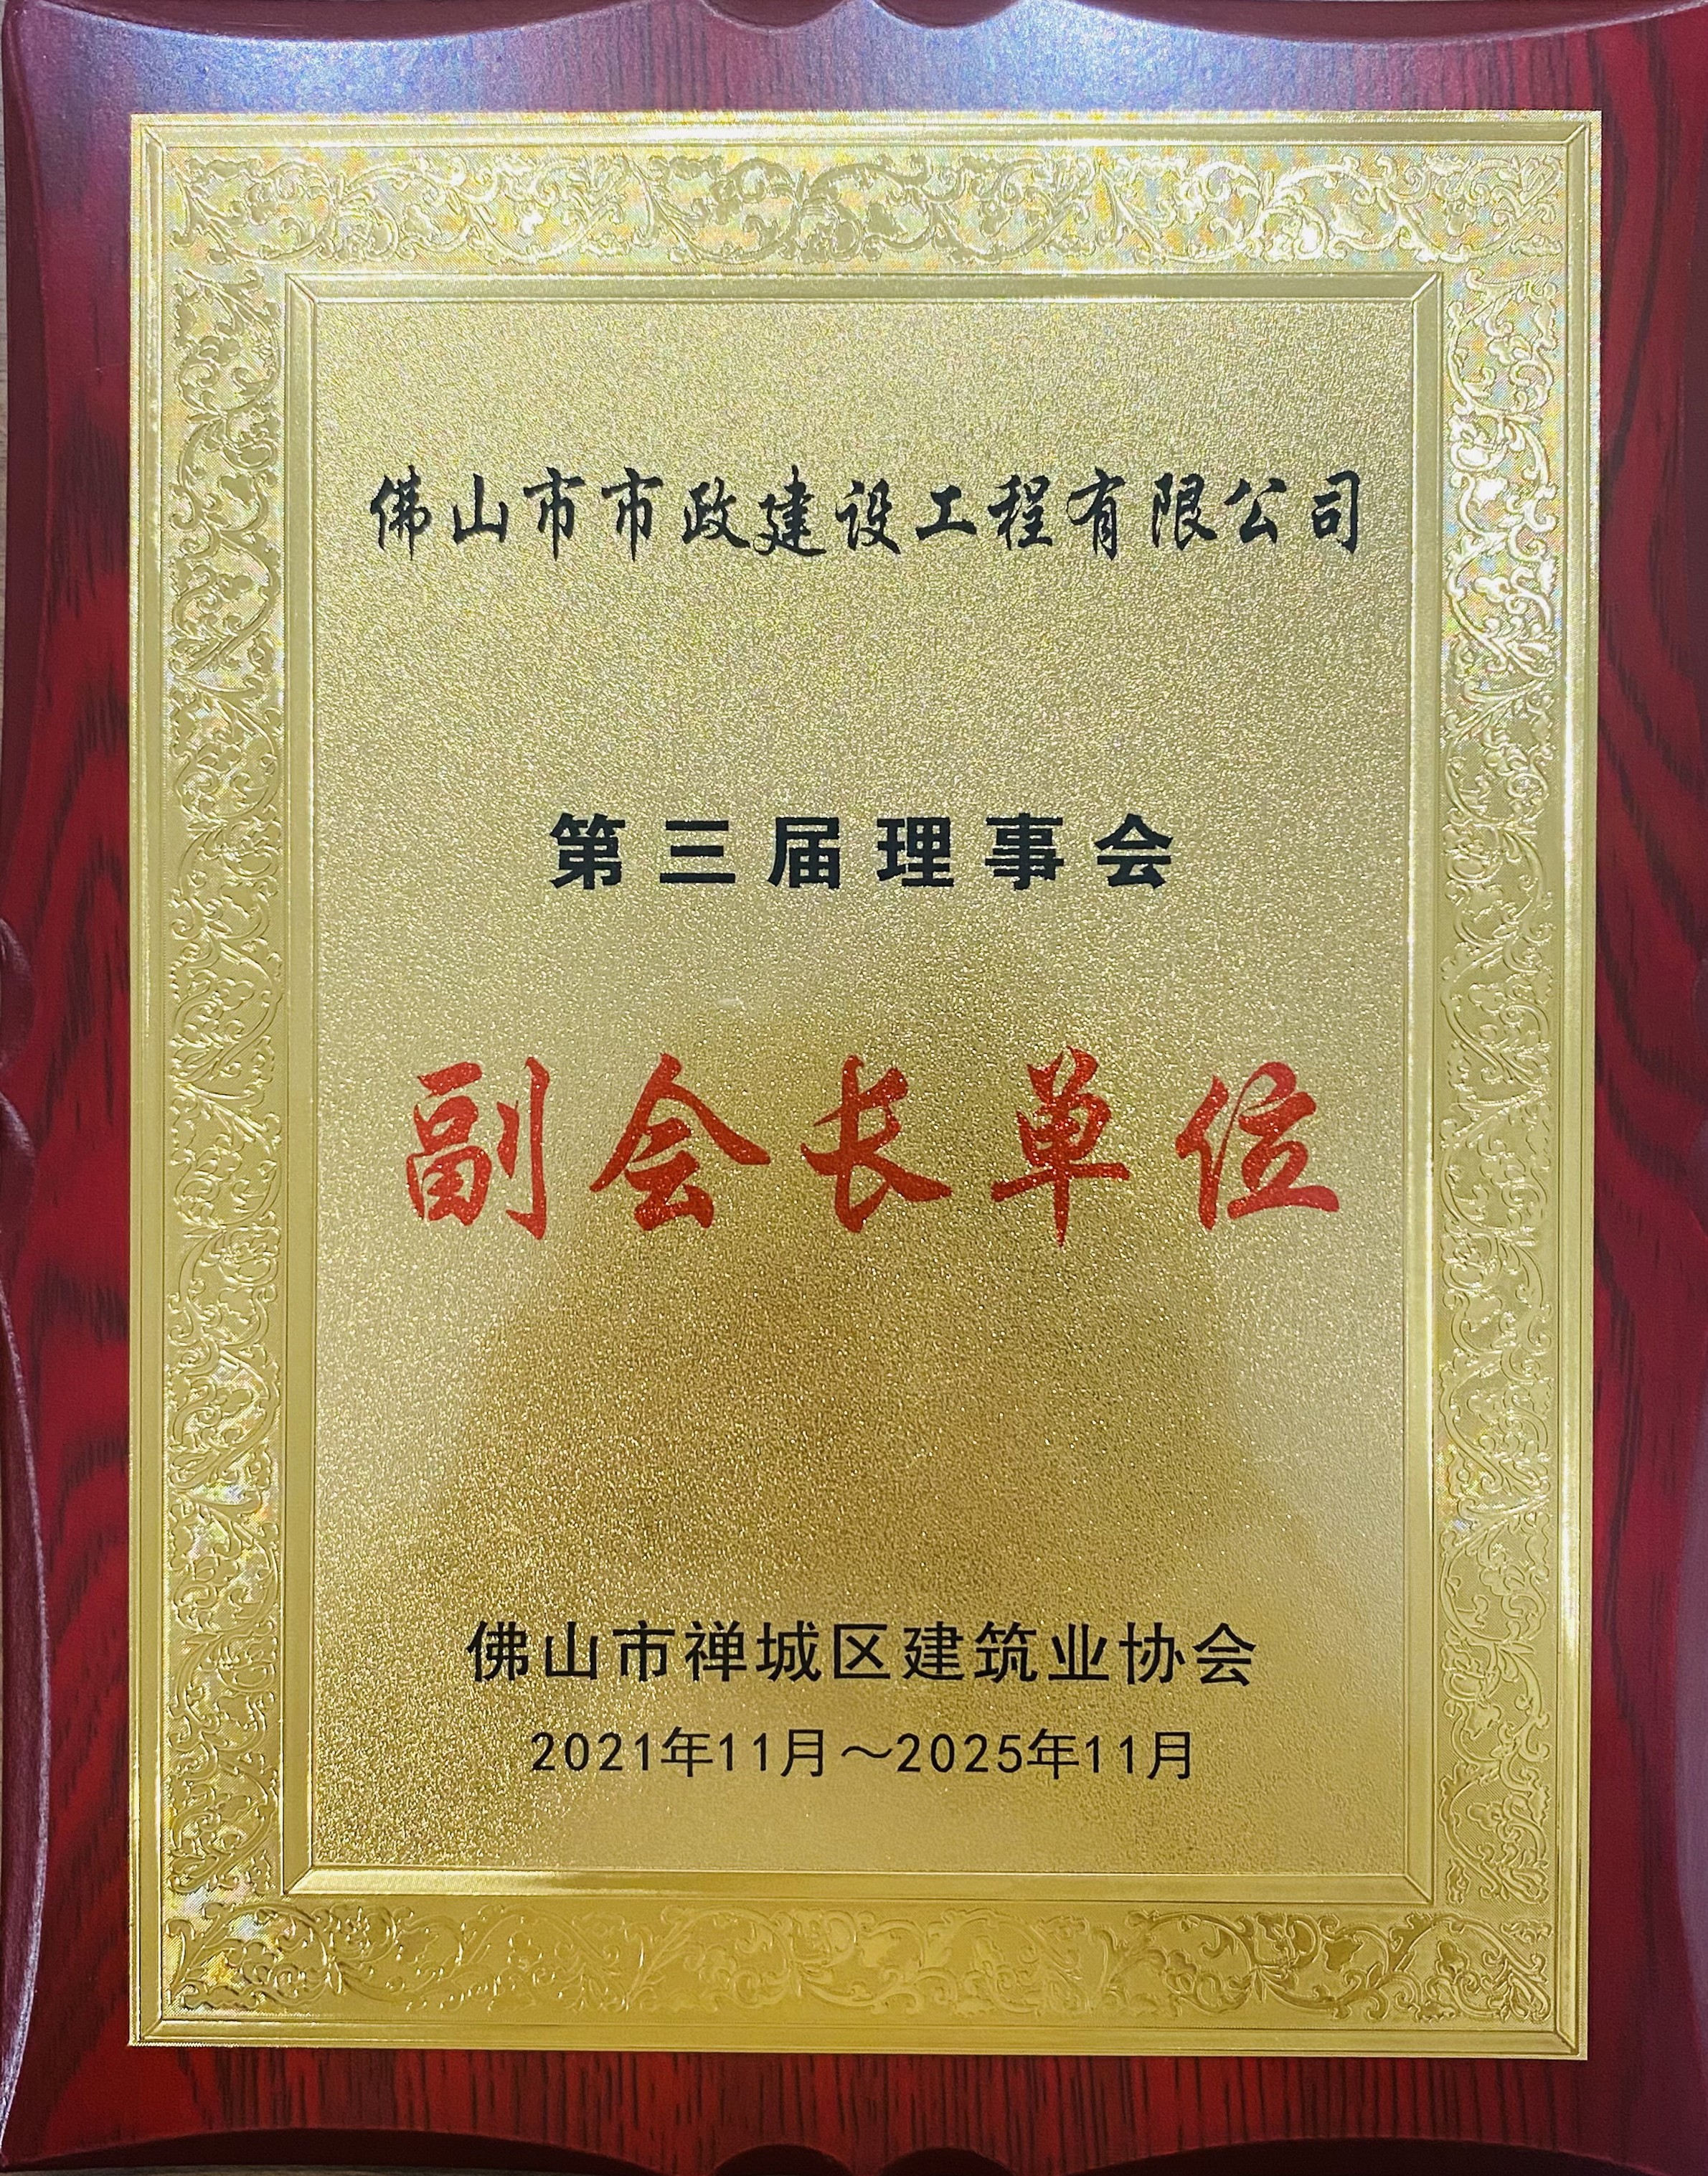 佛山市市政建设工程有限公司
第三届理事会
副会长单位
佛山市禅城区建筑业协会
2021年11月～2025年11月